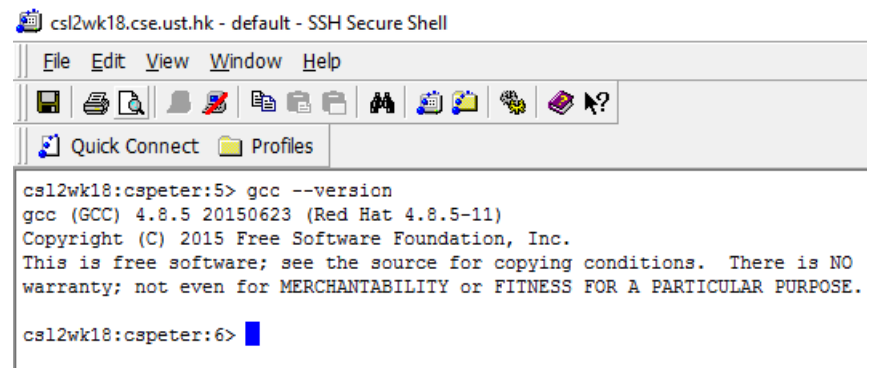 csl2wk18.cse.ust.hk - default - SSH Secure Shell
File Edit View Window Help
Quick Connect Profiles
csl2wk18:cspeter:5> gcc --version
gcc (GCC) 4.8.5 20150623 (Red Hat 4.8.5-11)
Copyright (C) 2015 Free Software Foundation, Inc.
This is free software; see the source for copying conditions.  There is NO
warranty; not even for MERCHANTABILITY or FITNESS FOR A PARTICULAR PURPOSE.
csl2wk18:cspeter:6>